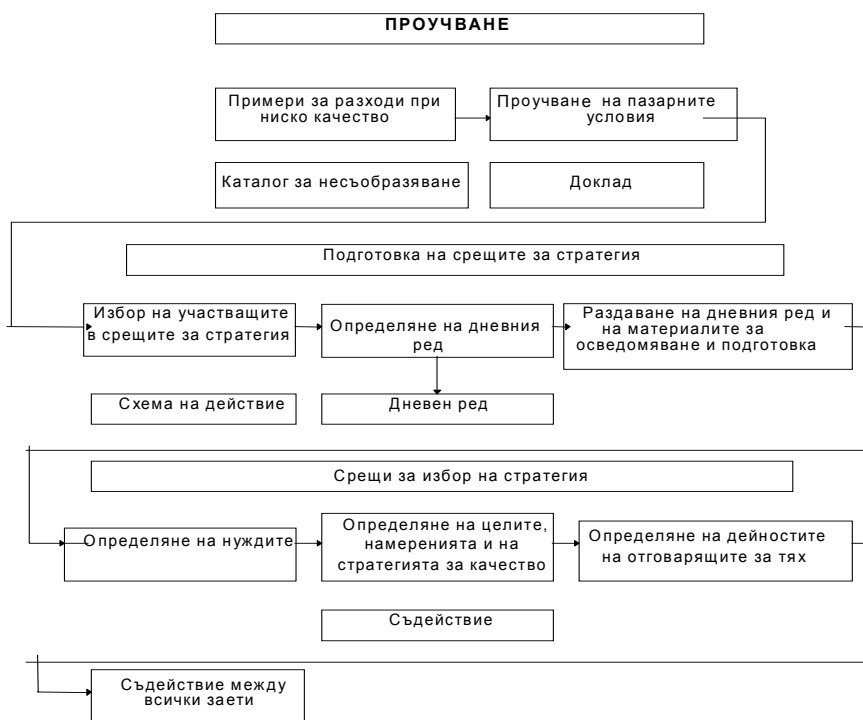 ПРОУЧВАНЕ
Примери за разходи при
ниско качество
Проучване на пазарните
условия
Каталог за несъобразяване
Доклад
Подготовка на срещите за стратегия
Избор на участващите
в срещите за стратегия
Определяне на дневния
ред
Раздаване на дневния ред и
на материалите за
осведомяване и подготовка
Схема на действие
Дневен ред
Срещи за избор на стратегия
Определяне на нуждите
Определяне на целите,
намеренията и на
стратегията за качество
Определяне на дейностите
на отговарящите за тях
Съдействие
Съдействие между
всички заети